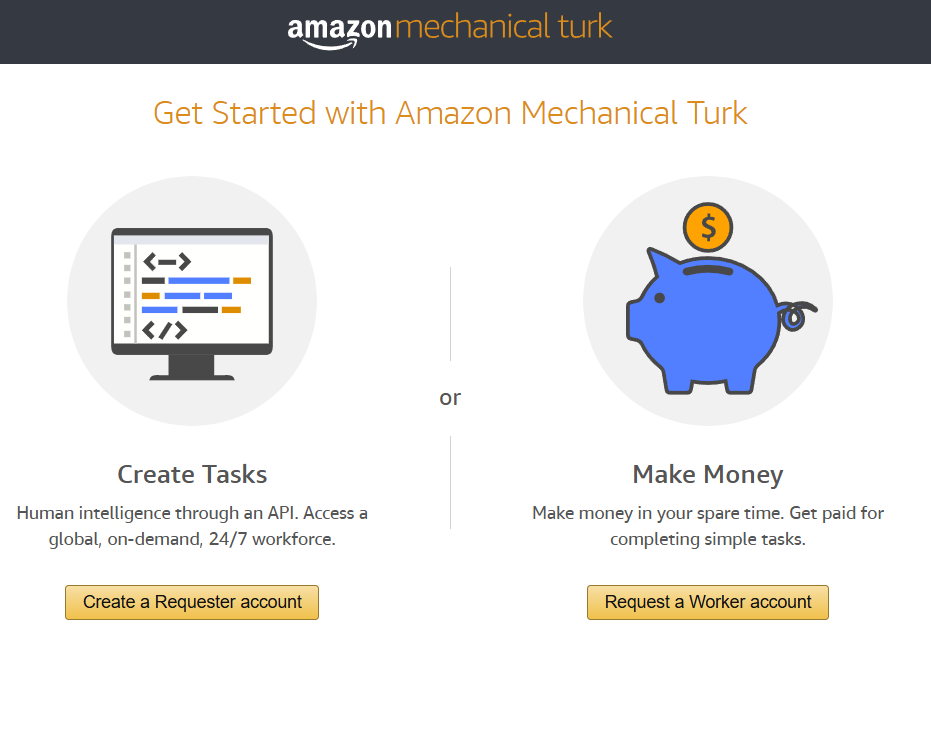 amazon mechanical turk
Get Started with Amazon Mechanical Turk
<-->
</>
$
or
Create Tasks
Human intelligence through an API. Access a
global, on-demand, 24/7 workforce.
Create a Requester account
Make Money
Make money in your spare time. Get paid for
completing simple tasks.
Request a Worker account